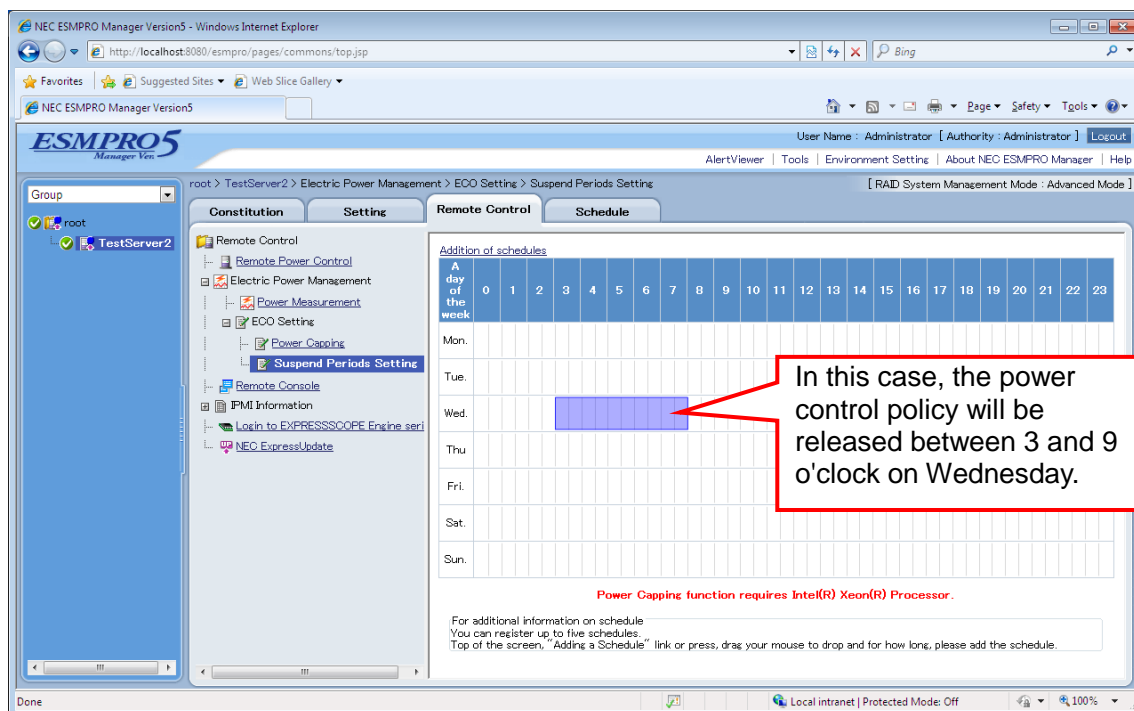 NEC ESMPRO Manager Version5 - Windows Internet Explorer
http://localhost:8080/esmpro/pages/commons/top.jsp
Bing
Favorites Suggested Sites Web Slice Gallery
NEC ESMPRO Manager Version5
Page Safety Tools
ESMPRO5
Manager Ver.
User Name : Administrator [ Authority : Administrator ] Logout
AlertViewer | Tools | Environment Setting | About NEC ESMPRO Manager | Help
Group
root
TestServer2
root > TestServer2 > Electric Power Management > ECO Setting > Suspend Periods Setting
[ RAID System Management Mode : Advanced Mode ]
Constitution Setting Remote Control Schedule
Remote Control
Remote Power Control
Electric Power Management
Power Measurement
ECO Setting
Power Capping
Suspend Periods Setting
Remote Console
IPMI Information
Login to EXPRESSSCOPE Engine seri
NEC ExpressUpdate
Addition of schedules
A
day
of
the
week
0 1 2 3 4 5 6 7 8 9 10 11 12 13 14 15 16 17 18 19 20 21 22 23
Mon.
Tue.
Wed.
Thu
Fri.
Sat.
Sun.
In this case, the power
control policy will be
released between 3 and 9
o'clock on Wednesday.
Power Capping function requires Intel(R) Xeon(R) Processor.
For additional information on schedule
You can register up to five schedules.
Top of the screen, "Adding a Schedule" link or press, drag your mouse to drop and for how long, please add the schedule.
Done
Local intranet | Protected Mode: Off
100%